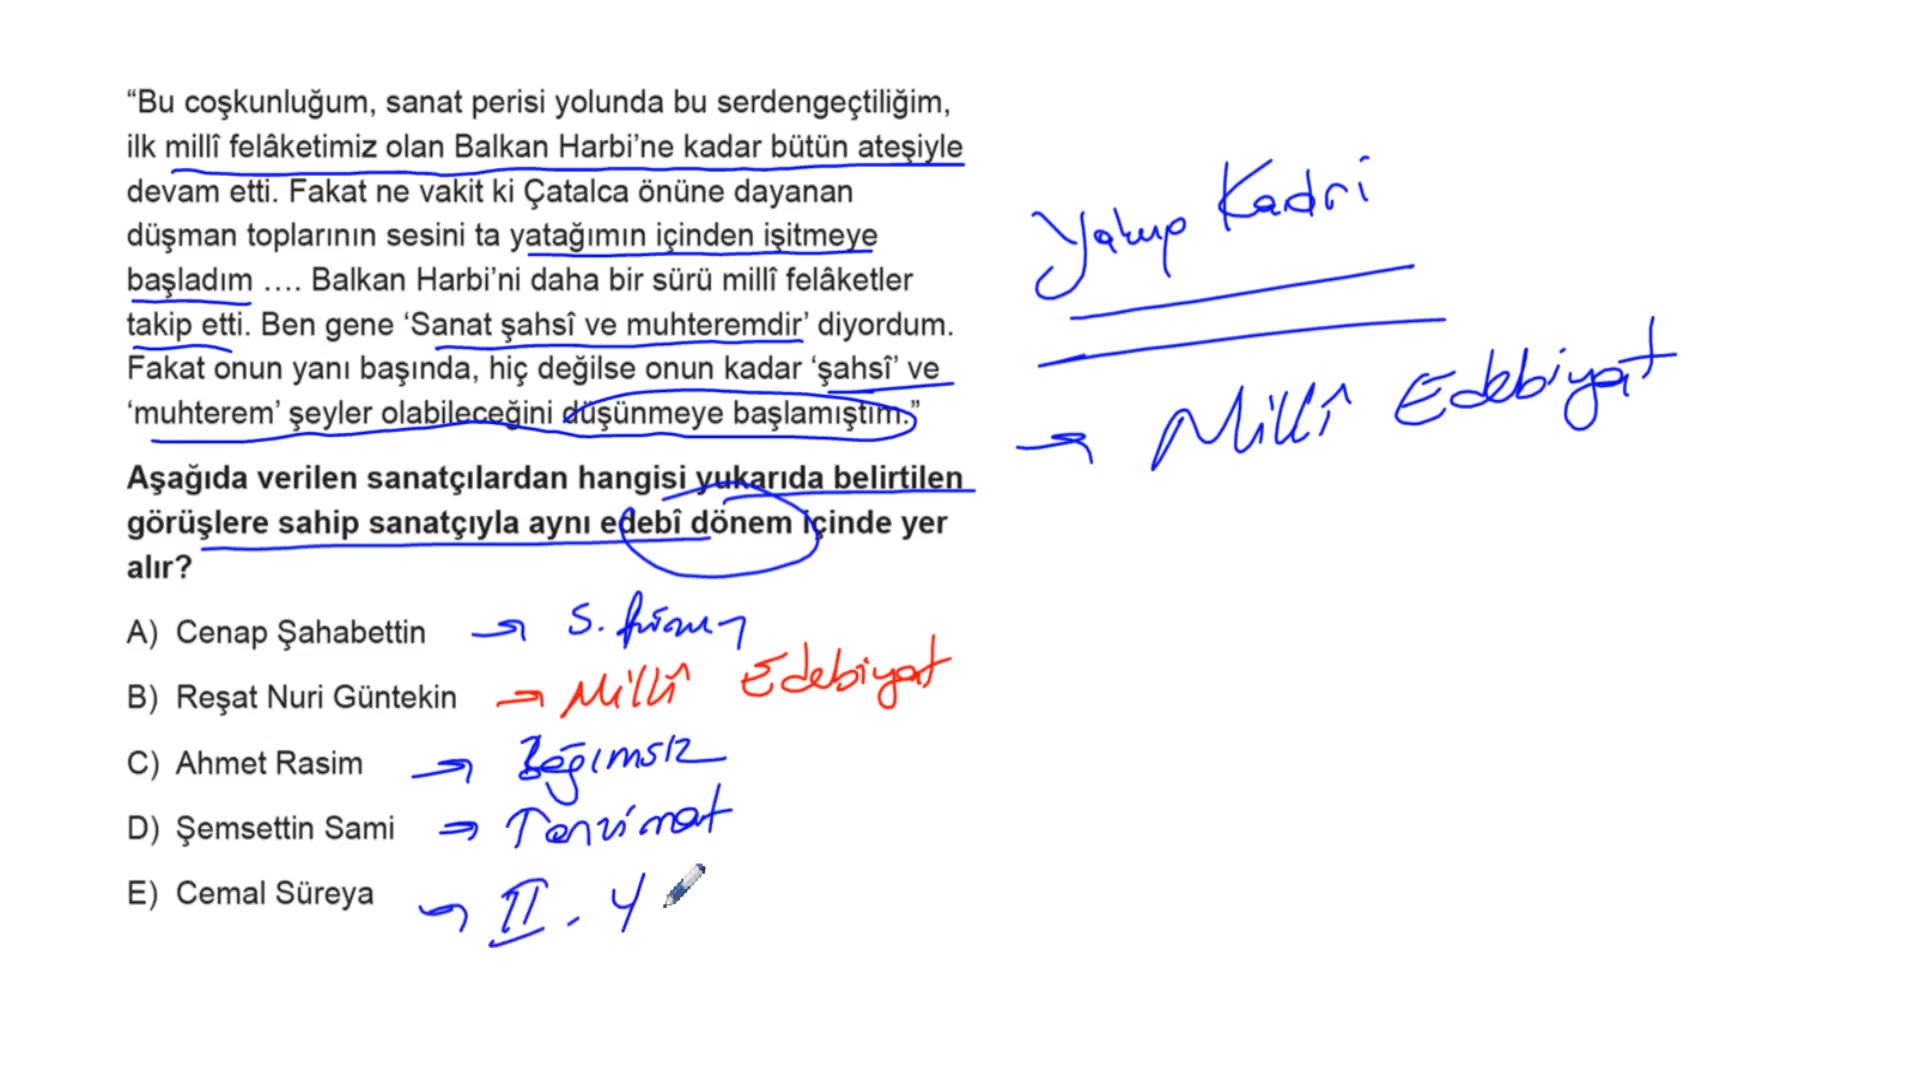 “Bu coşkunluğum, sanat perisi yolunda bu serdengeçtiliğim,
ilk millî felâketimiz olan Balkan Harbi’ne kadar bütün ateşiyle
devam etti. Fakat ne vakit ki Çatalca önüne dayanan
düşman toplarının sesini ta yatağımın içinden işitmeye
başladım .... Balkan Harbi’ni daha bir sürü millî felâketler
takip etti. Ben gene ‘Sanat şahsî ve muhteremdir’ diyordum.
Fakat onun yanı başında, hiç değilse onun kadar ‘şahsî’ ve
‘muhterem’ şeyler olabileceğini düşünmeye başlamıştım.”
Yakup Kadri
→ Millî Edebiyat
Aşağıda verilen sanatçılardan hangisi yukarıda belirtilen
görüşlere sahip sanatçıyla aynı edebî dönem içinde yer
alır?
A) Cenap Şahabettin → S.
B) Reşat Nuri Güntekin → Millî Edebiyat
C) Ahmet Rasim → Bağımsız
D) Şemsettin Sami → Tanzimat
E) Cemal Süreya → II. Y